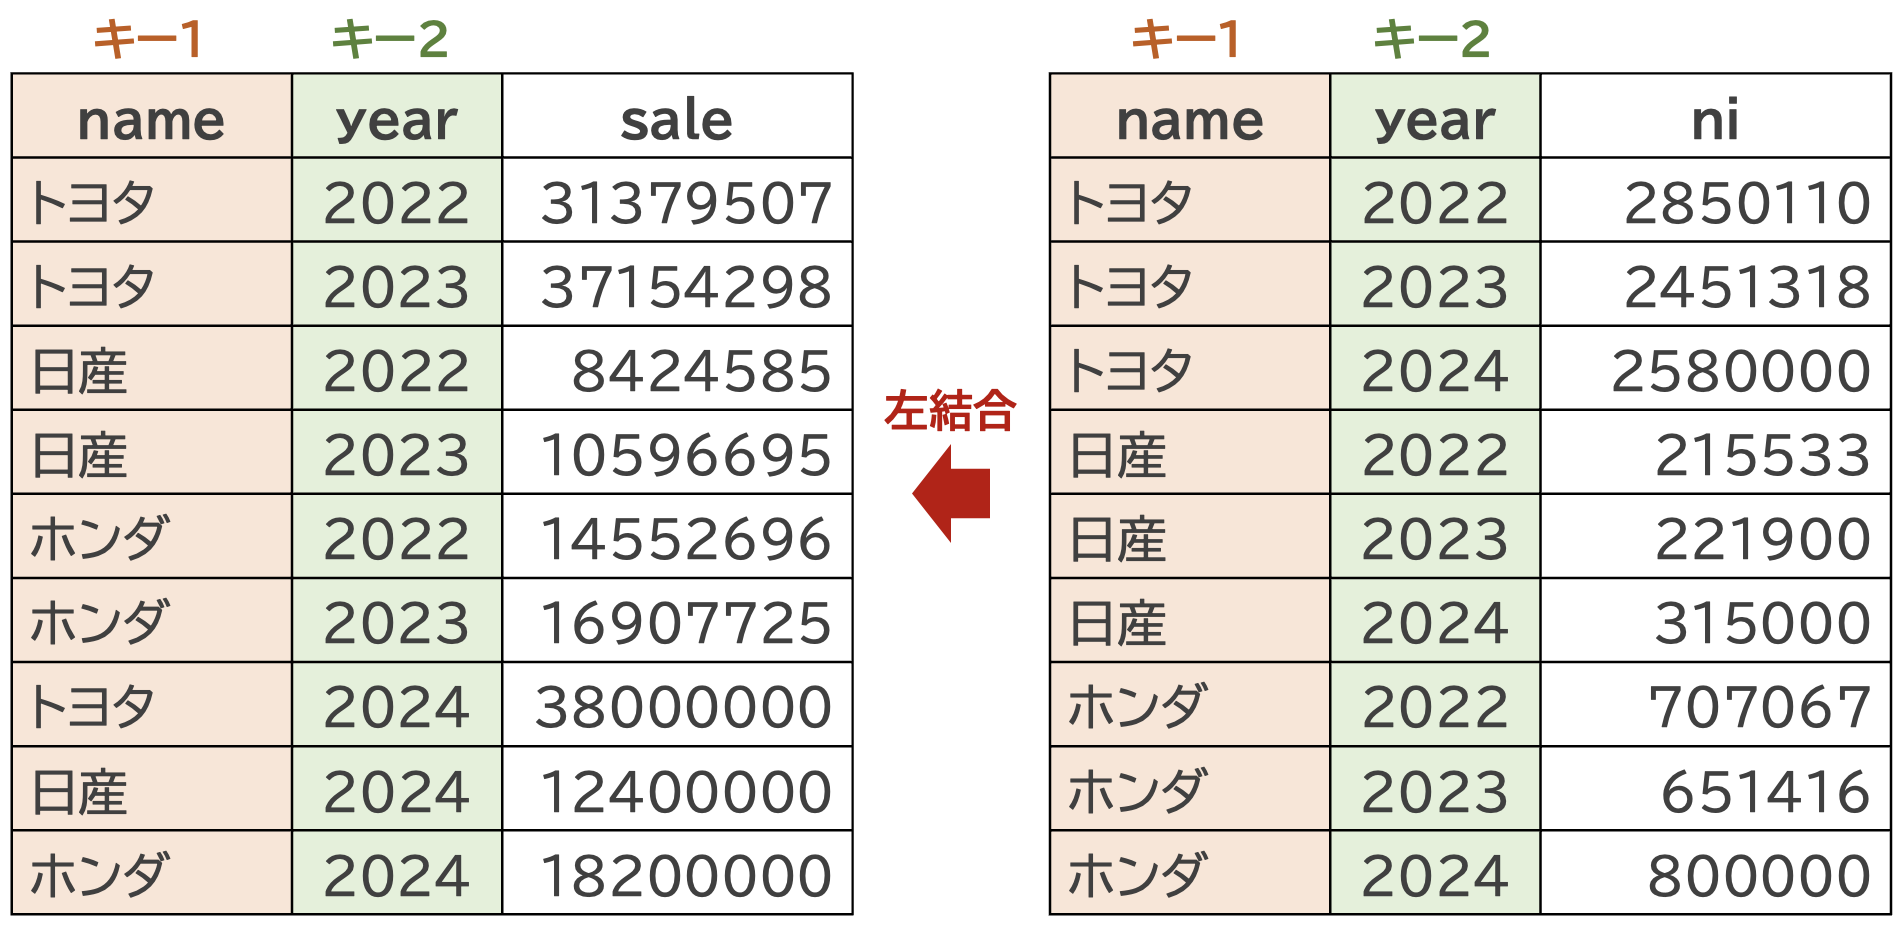 キー1 キー2
name year sale
トヨタ 2022 31379507
トヨタ 2023 37154298
日産 2022 8424585
日産 2023 10596695
ホンダ 2022 14552696
ホンダ 2023 16907725
トヨタ 2024 38000000
日産 2024 12400000
ホンダ 2024 18200000
左結合
キー1 キー2
name year ni
トヨタ 2022 2850110
トヨタ 2023 2451318
トヨタ 2024 2580000
日産 2022 215533
日産 2023 221900
日産 2024 315000
ホンダ 2022 707067
ホンダ 2023 651416
ホンダ 2024 800000